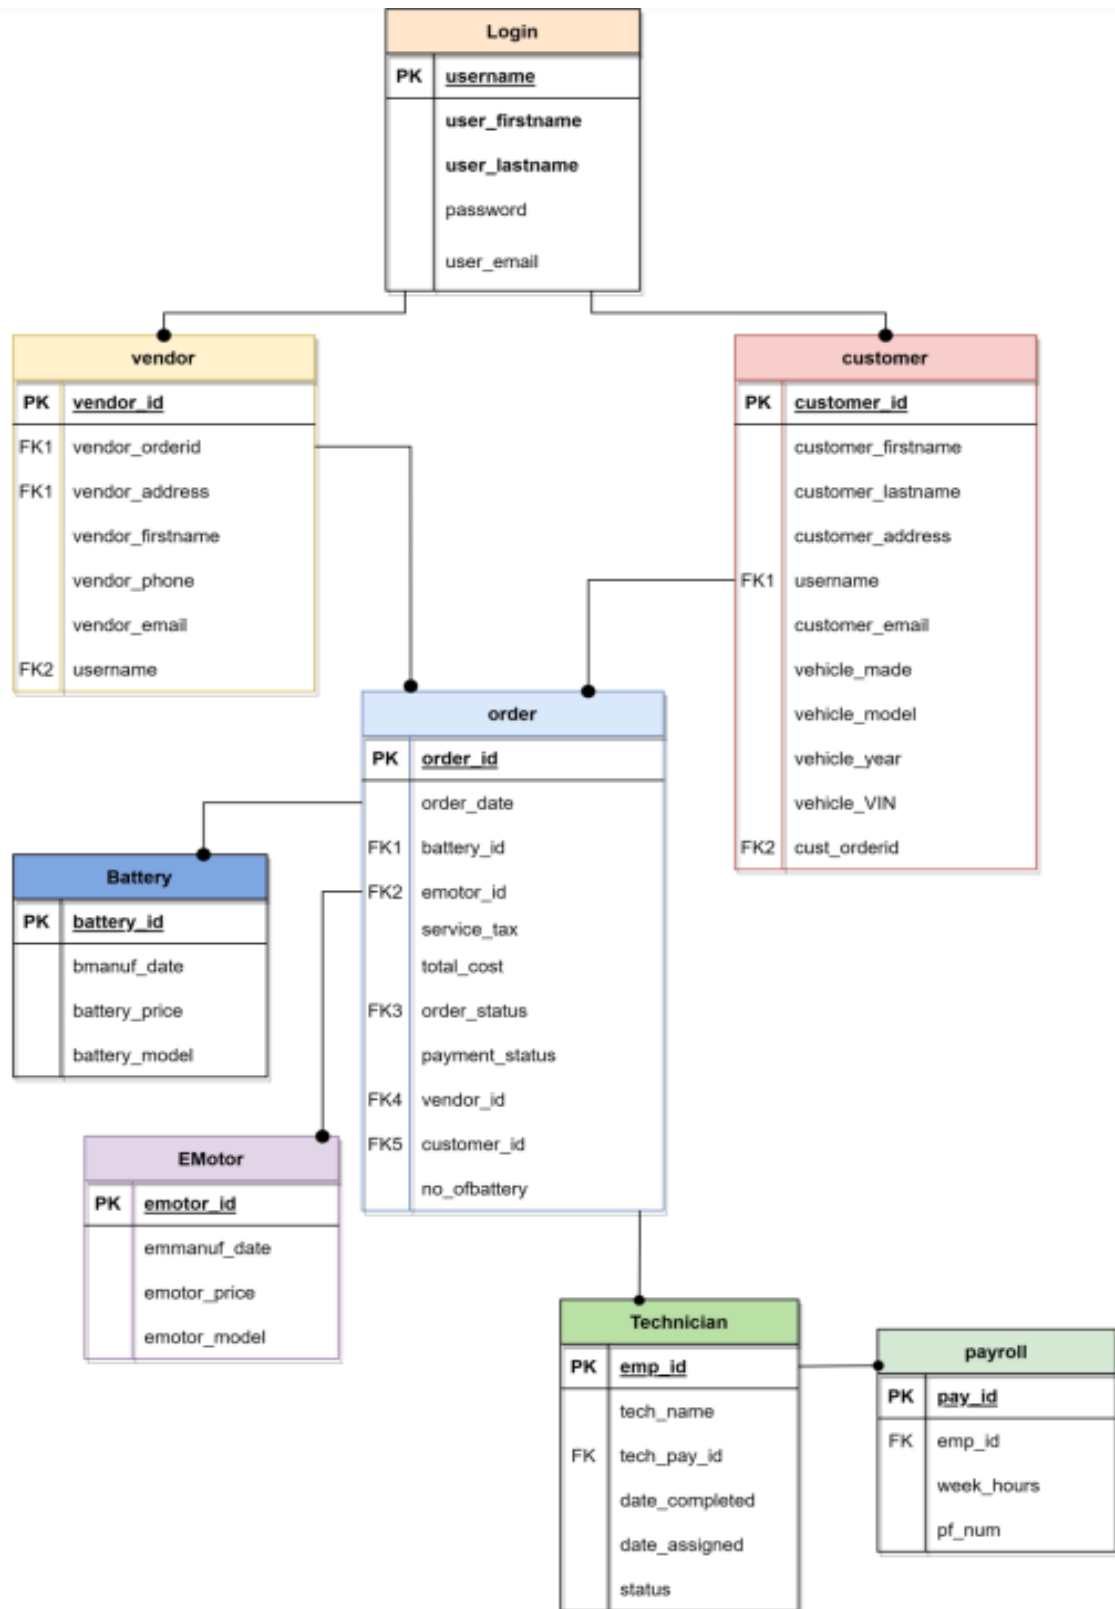 Login
PK username
user_firstname
user_lastname
password
user_email
vendor
PK vendor_id
FK1 vendor_orderid
FK1 vendor_address
vendor_firstname
vendor_phone
vendor_email
FK2 username
customer
PK customer_id
customer_firstname
customer_lastname
customer_address
FK1 username
customer_email
vehicle_made
vehicle_model
vehicle_year
vehicle_VIN
FK2 cust_orderid
order
PK order_id
order_date
FK1 battery_id
FK2 emotor_id
service_tax
total_cost
FK3 order_status
payment_status
FK4 vendor_id
FK5 customer_id
no_ofbattery
Battery
PK battery_id
bmanuf_date
battery_price
battery_model
EMotor
PK emotor_id
emmanuf_date
emotor_price
emotor_model
Technician
PK emp_id
tech_name
FK tech_pay_id
date_completed
date_assigned
status
payroll
PK pay_id
FK emp_id
week_hours
pf_num